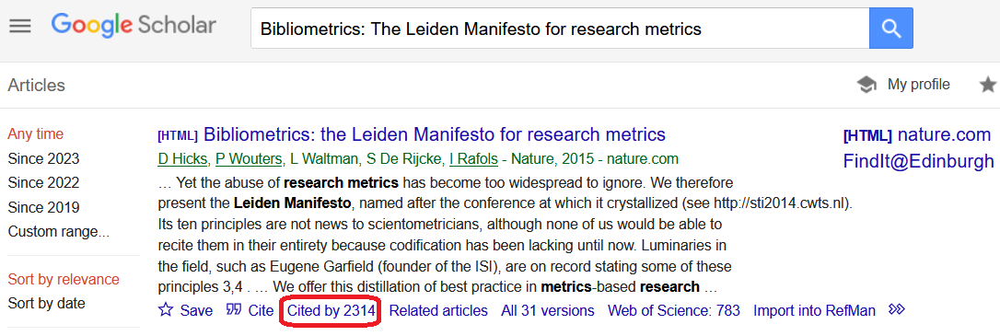 Google Scholar
Bibliometrics: The Leiden Manifesto for research metrics
Articles
My profile
Any time
Since 2023
Since 2022
Since 2019
Custom range...
Sort by relevance
Sort by date
[HTML] Bibliometrics: the Leiden Manifesto for research metrics
D Hicks, P Wouters, L Waltman, S De Rijcke, I Rafols - Nature, 2015 - nature.com
… Yet the abuse of research metrics has become too widespread to ignore. We therefore
present the Leiden Manifesto, named after the conference at which it crystallized (see http://sti2014.cwts.nl).
Its ten principles are not news to scientometricians, although none of us would be able to
recite them in their entirety because codification has been lacking until now. Luminaries in
the field, such as Eugene Garfield (founder of the ISI), are on record stating some of these
principles 3,4 . … We offer this distillation of best practice in metrics-based research …
Save Cite Cited by 2314 Related articles All 31 versions Web of Science: 783 Import into RefMan
[HTML] nature.com
FindIt@Edinburgh